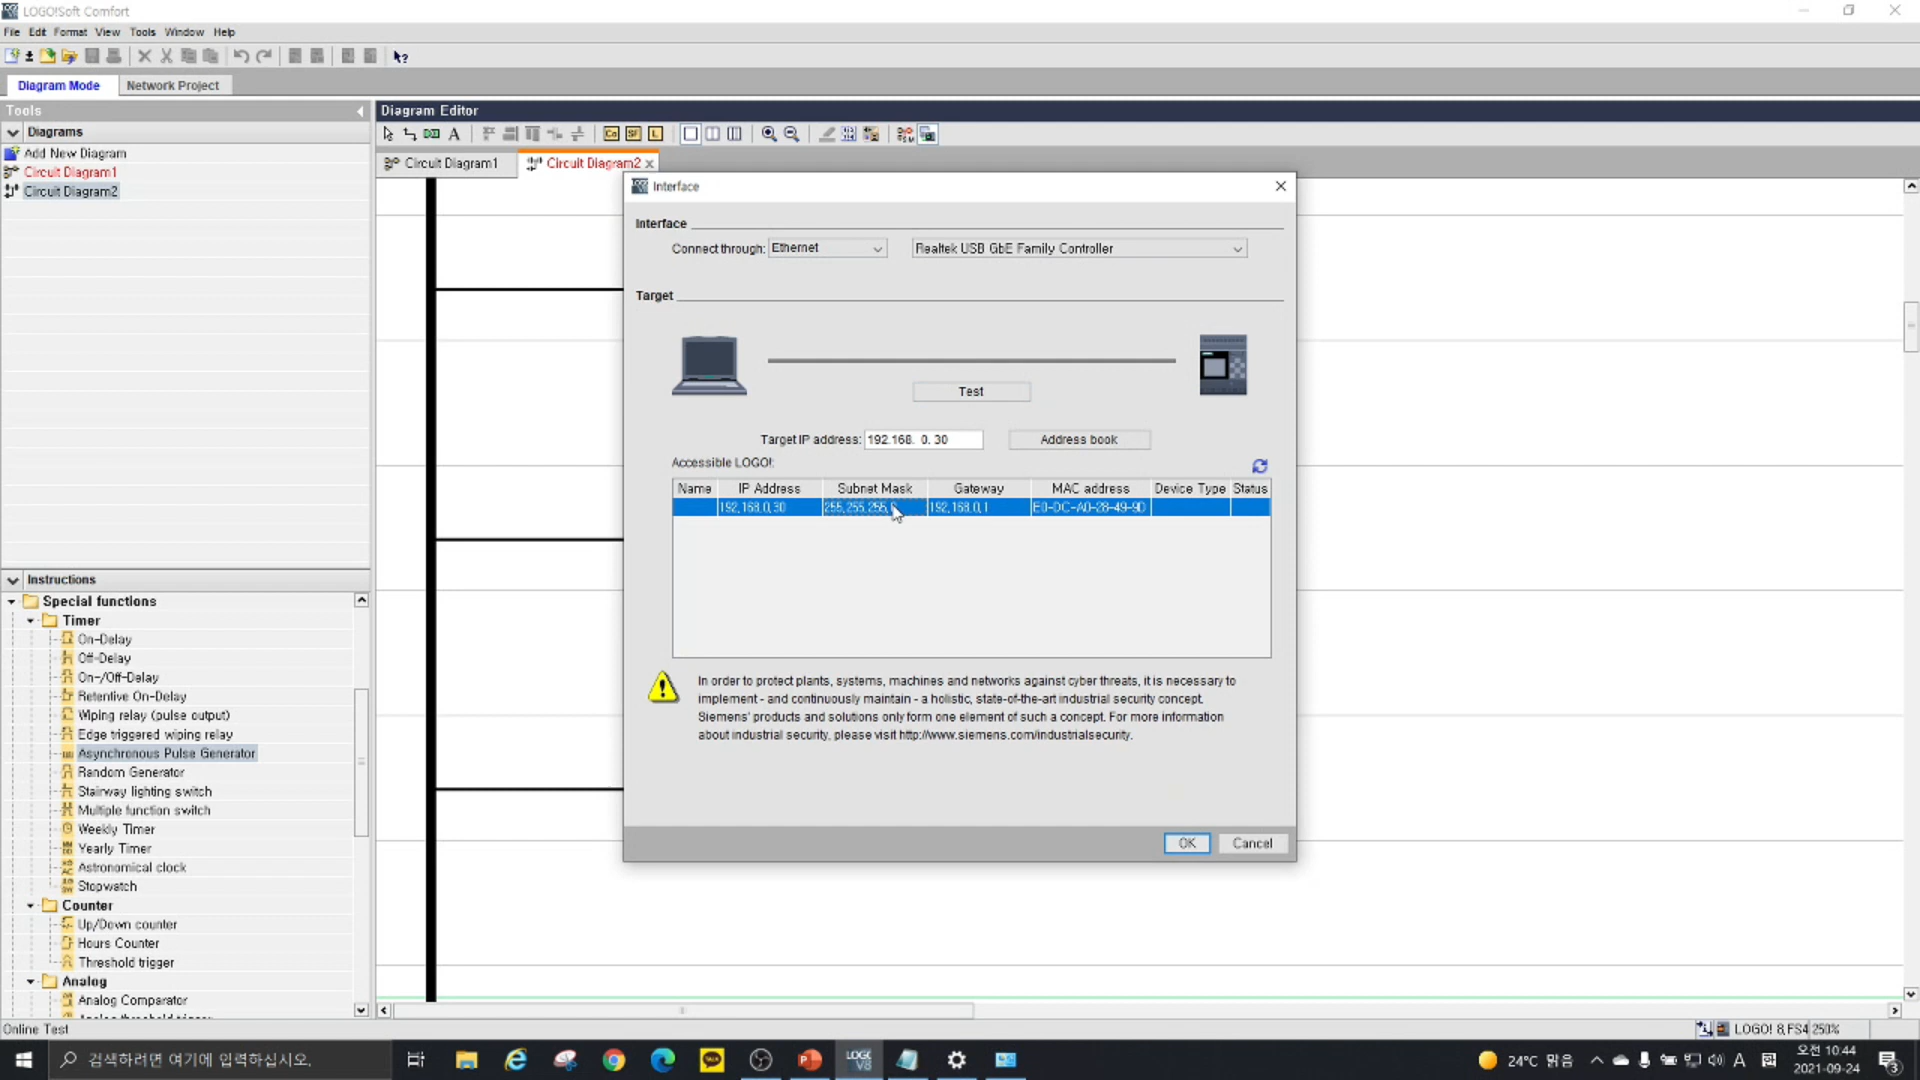 LOGO!Soft Comfort
File Edit Format View Tools Window Help
Diagram Mode
Network Project
Tools
Diagrams
Add New Diagram
Circuit Diagram1
Circuit Diagram2
Diagram Editor
Circuit Diagram1
Circuit Diagram2
Interface
Interface
Connect through: Ethernet
Realtek USB GbE Family Controller
Target
Test
Target IP address: 192.168. 0. 30
Address book
Accessible LOGO!:
Name IP Address Subnet Mask Gateway MAC address Device Type Status
192.168.0.30 255.255.255. 192.168.0.1 E0-DC-A0-28-49-9D
In order to protect plants, systems, machines and networks against cyber threats, it is necessary to
implement - and continuously maintain - a holistic, state-of-the-art industrial security concept.
Siemens' products and solutions only form one element of such a concept. For more information
about industrial security, please visit http://www.siemens.com/industrialsecurity.
OK
Cancel
Instructions
Special functions
Timer
On-Delay
Off-Delay
On-/Off-Delay
Retentive On-Delay
Wiping relay (pulse output)
Edge triggered wiping relay
Asynchronous Pulse Generator
Random Generator
Stairway lighting switch
Multiple function switch
Weekly Timer
Yearly Timer
Astronomical clock
Stopwatch
Counter
Up/Down counter
Hours Counter
Threshold trigger
Analog
Analog Comparator
Online Test
LOGO! 8.FS4 250%
검색하려면 여기에 입력하십시오.
24°C 맑음
A
오전 10:44
2021-09-24
3